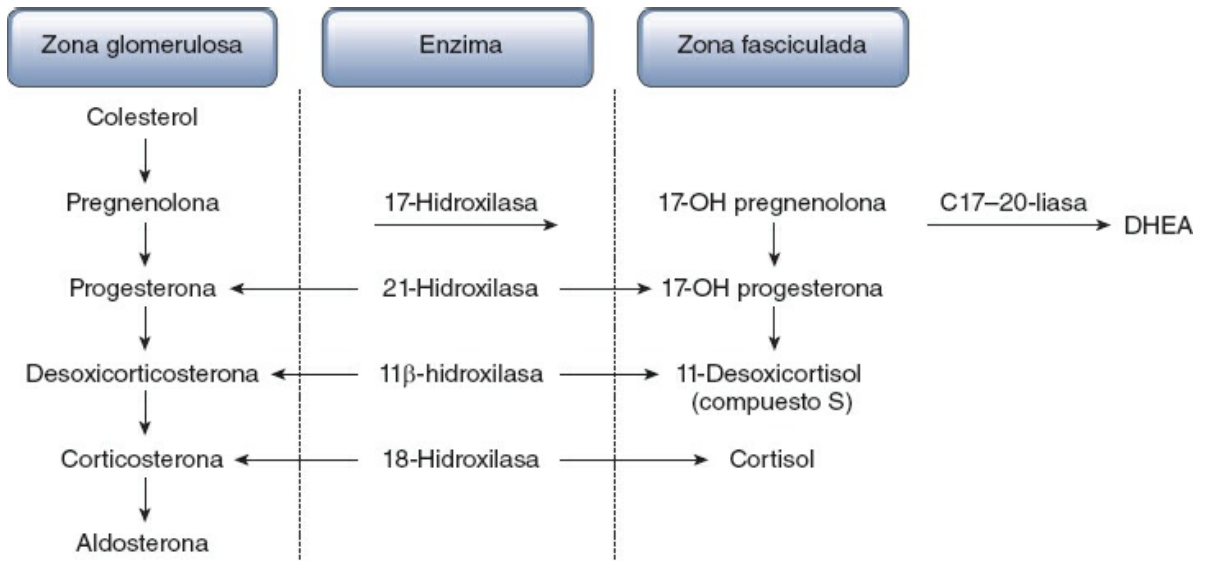 Zona glomerulosa
Enzima
Zona fasciculada
Colesterol
Pregnenolona
17-Hidroxilasa
17-OH pregnenolona
C17–20-liasa
DHEA
Progesterona
21-Hidroxilasa
17-OH progesterona
Desoxicorticosterona
11β-hidroxilasa
11-Desoxicortisol
(compuesto S)
Corticosterona
18-Hidroxilasa
Cortisol
Aldosterona